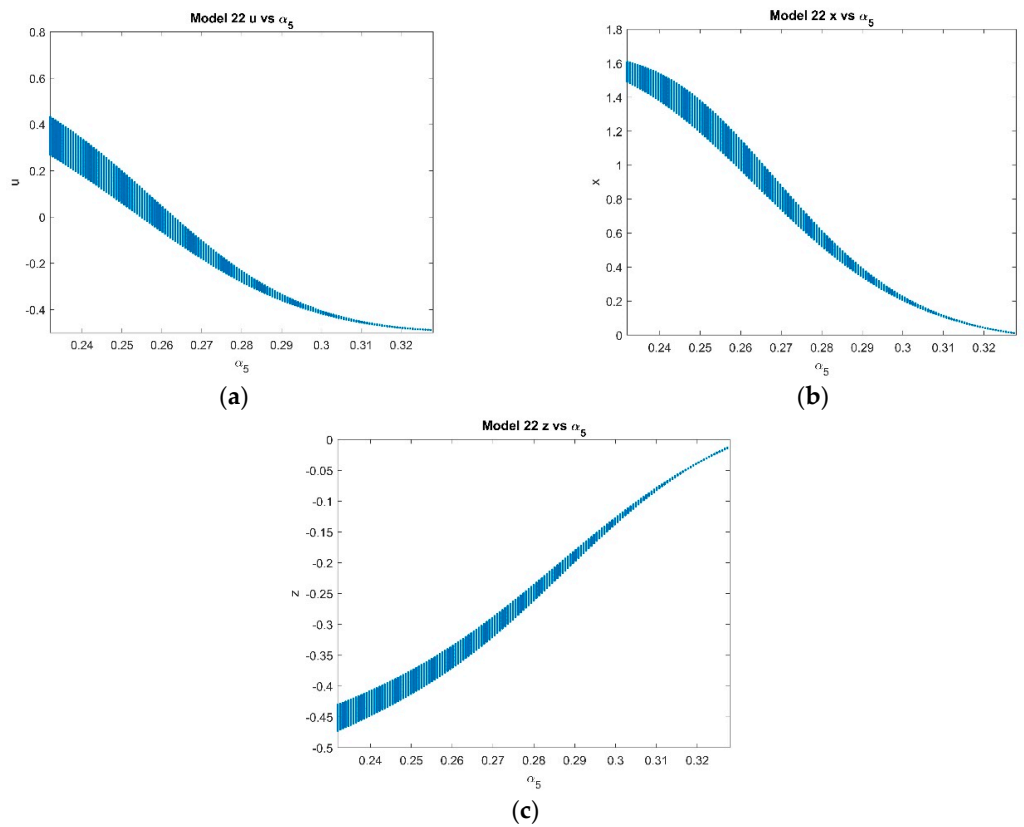 Model 22 u vs α5
0.8
0.6
0.4
0.2
0
-0.2
-0.4
u
0.24 0.25 0.26 0.27 0.28 0.29 0.3 0.31 0.32
α5
(a)
Model 22 x vs α5
1.8
1.6
1.4
1.2
1
0.8
0.6
0.4
0.2
0
x
0.24 0.25 0.26 0.27 0.28 0.29 0.3 0.31 0.32
α5
(b)
Model 22 z vs α5
0
-0.05
-0.1
-0.15
-0.2
-0.25
-0.3
-0.35
-0.4
-0.45
-0.5
z
0.24 0.25 0.26 0.27 0.28 0.29 0.3 0.31 0.32
α5
(c)